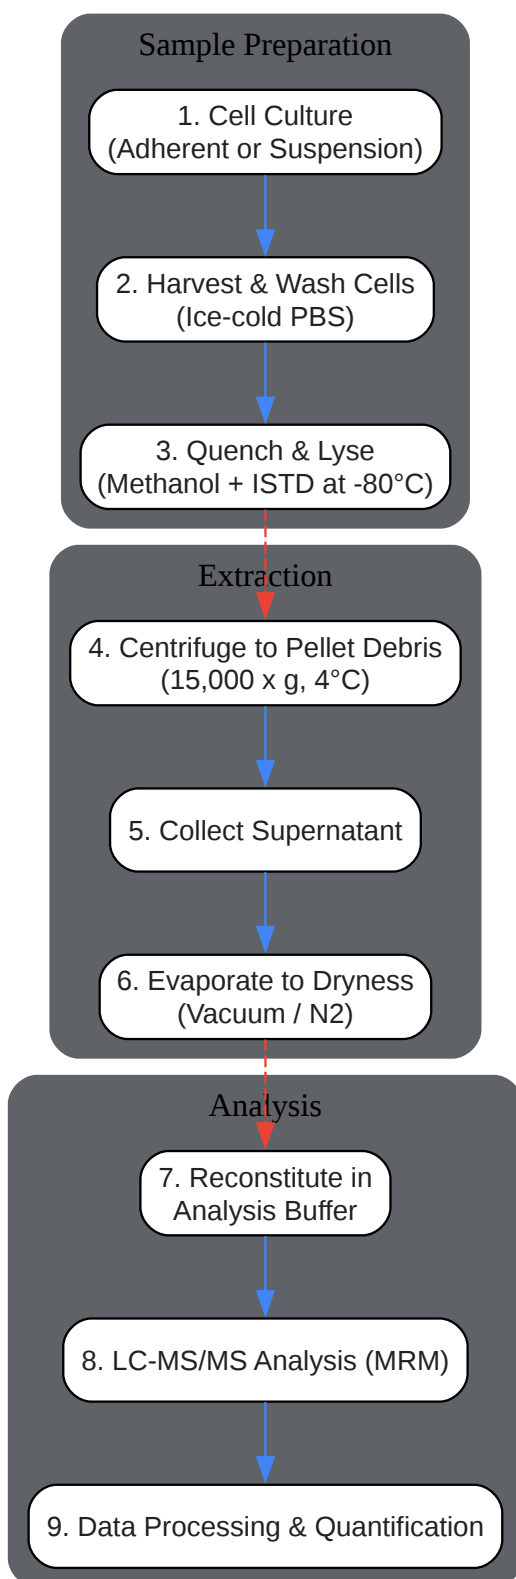 Sample Preparation
1. Cell Culture
(Adherent or Suspension)
2. Harvest & Wash Cells
(Ice-cold PBS)
3. Quench & Lyse
(Methanol + ISTD at -80°C)
Extraction
4. Centrifuge to Pellet Debris
(15,000 x g, 4°C)
5. Collect Supernatant
6. Evaporate to Dryness
(Vacuum / N2)
Analysis
7. Reconstitute in
Analysis Buffer
8. LC-MS/MS Analysis (MRM)
9. Data Processing & Quantification